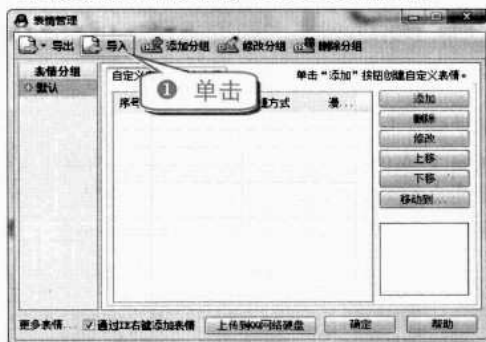 表情管理
导出 导入 添加分组 修改分组 删除分组
表情分组
默认
自定义 单击“添加”按钮创建自定义表情。
❶ 单击
序号 方式 漫...
添加
删除
修改
上移
下移
移动到...
更多表情... 通过IE右键添加表情 上传到QQ网络硬盘 确定 帮助